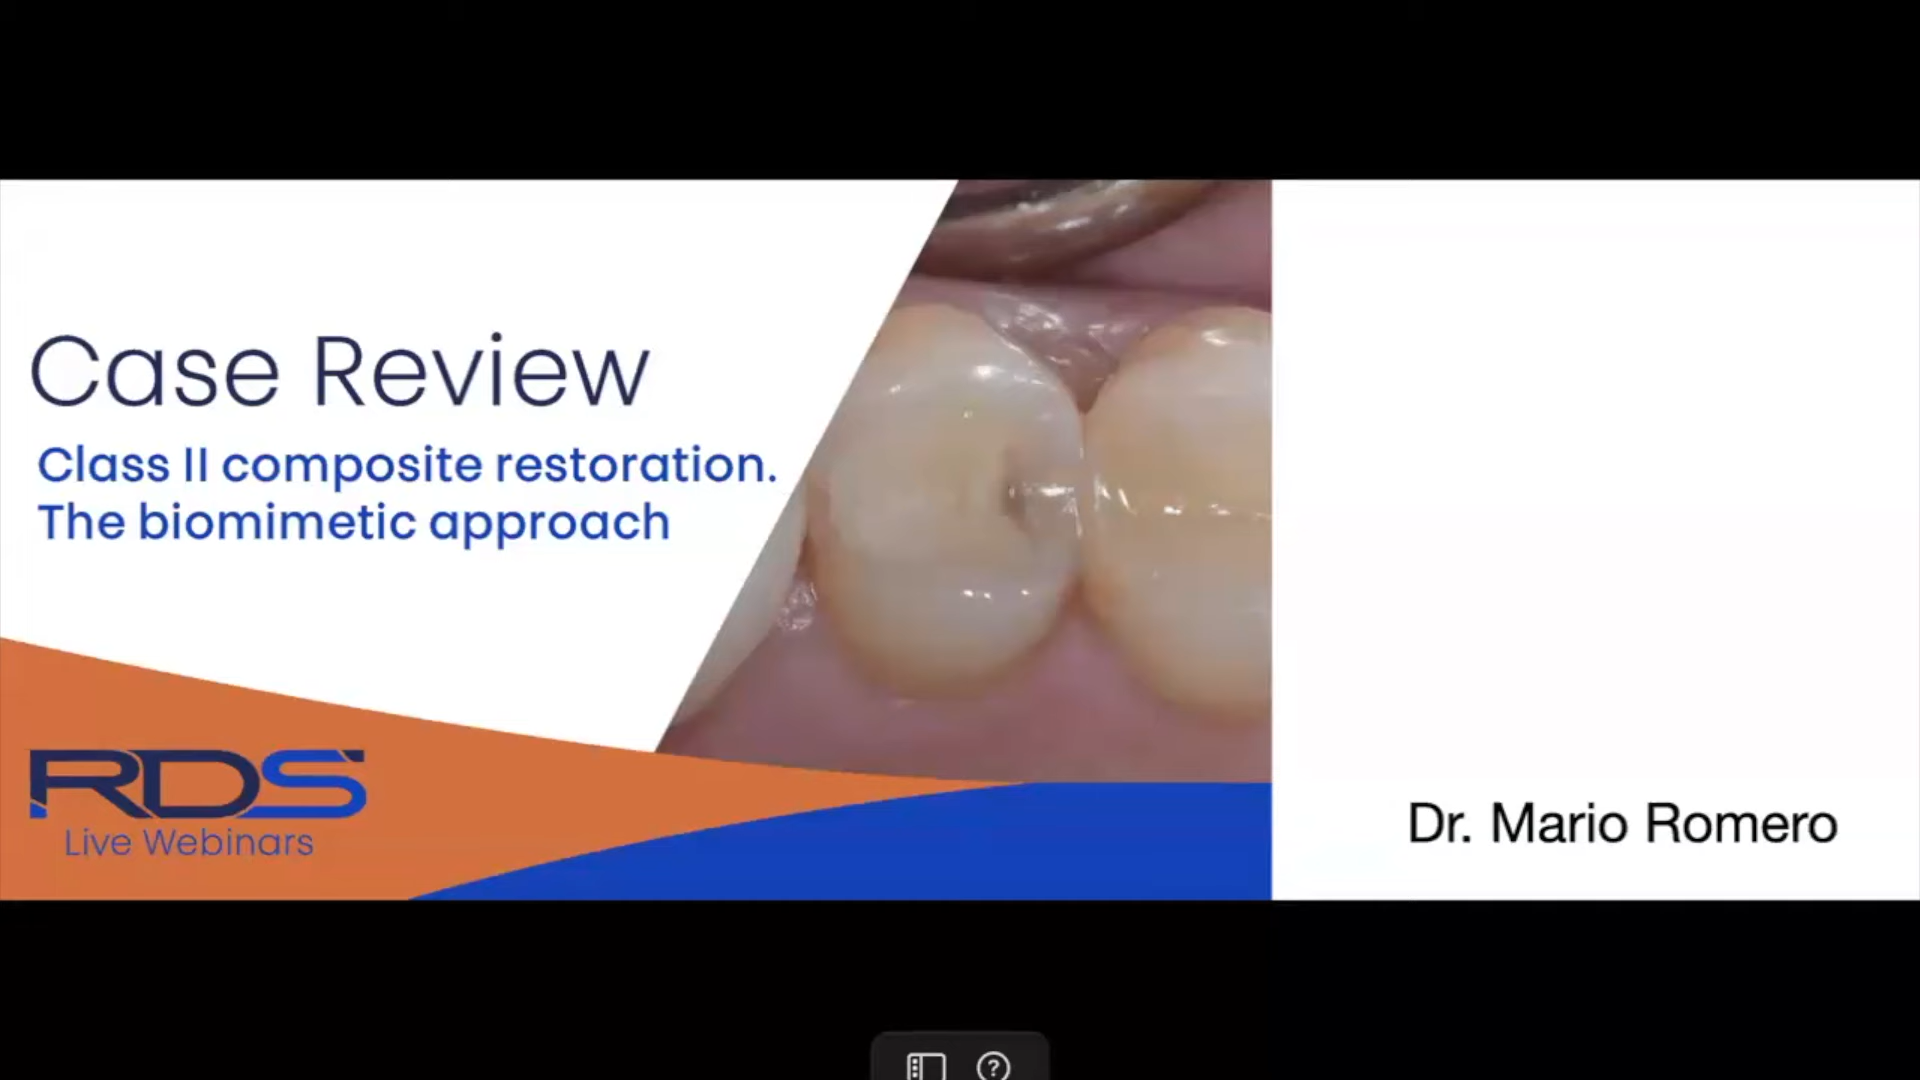 Case Review
Class II composite restoration.
The biomimetic approach
RDS
Live Webinars
Dr. Mario Romero
?